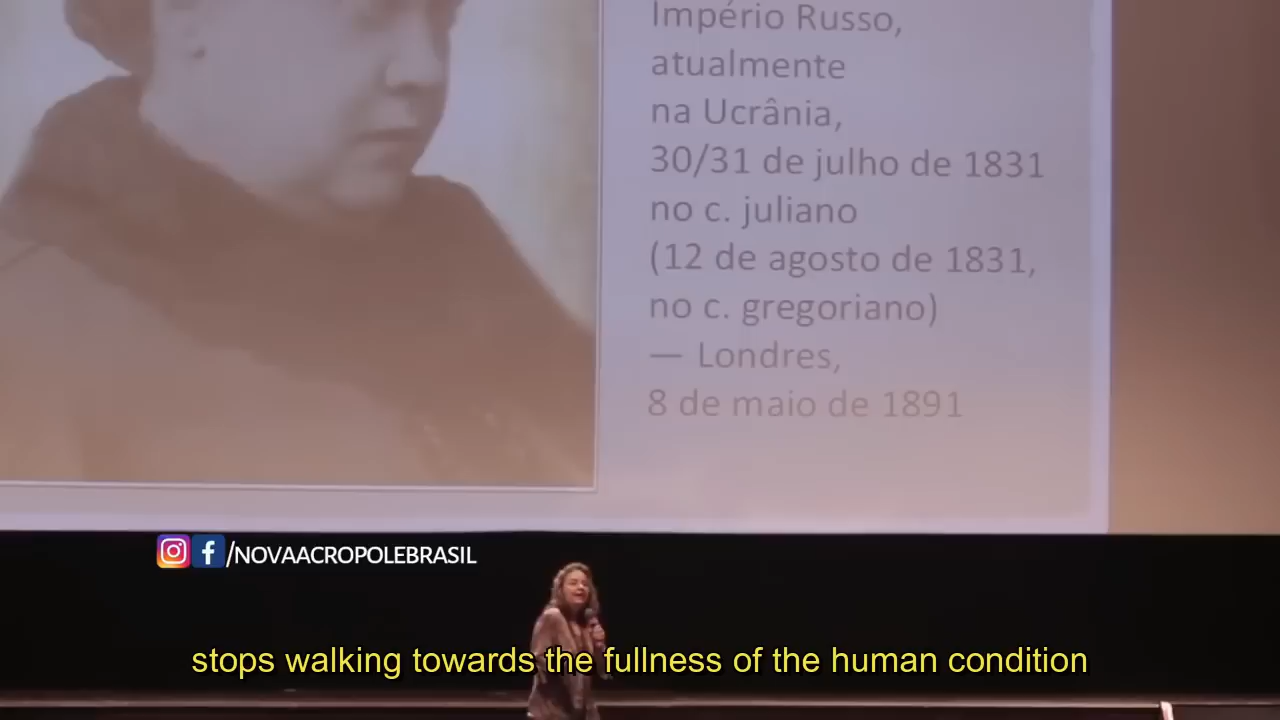 Império Russo,
atualmente
na Ucrânia,
30/31 de julho de 1831
no c. juliano
(12 de agosto de 1831,
no c. gregoriano)
— Londres,
8 de maio de 1891
/NOVAACROPOLEBRASIL
stops walking towards the fullness of the human condition